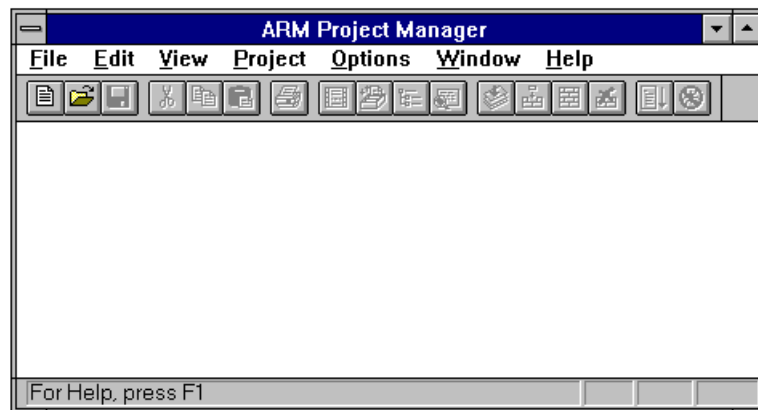 ARM Project Manager
File Edit View Project Options Window Help
For Help, press F1